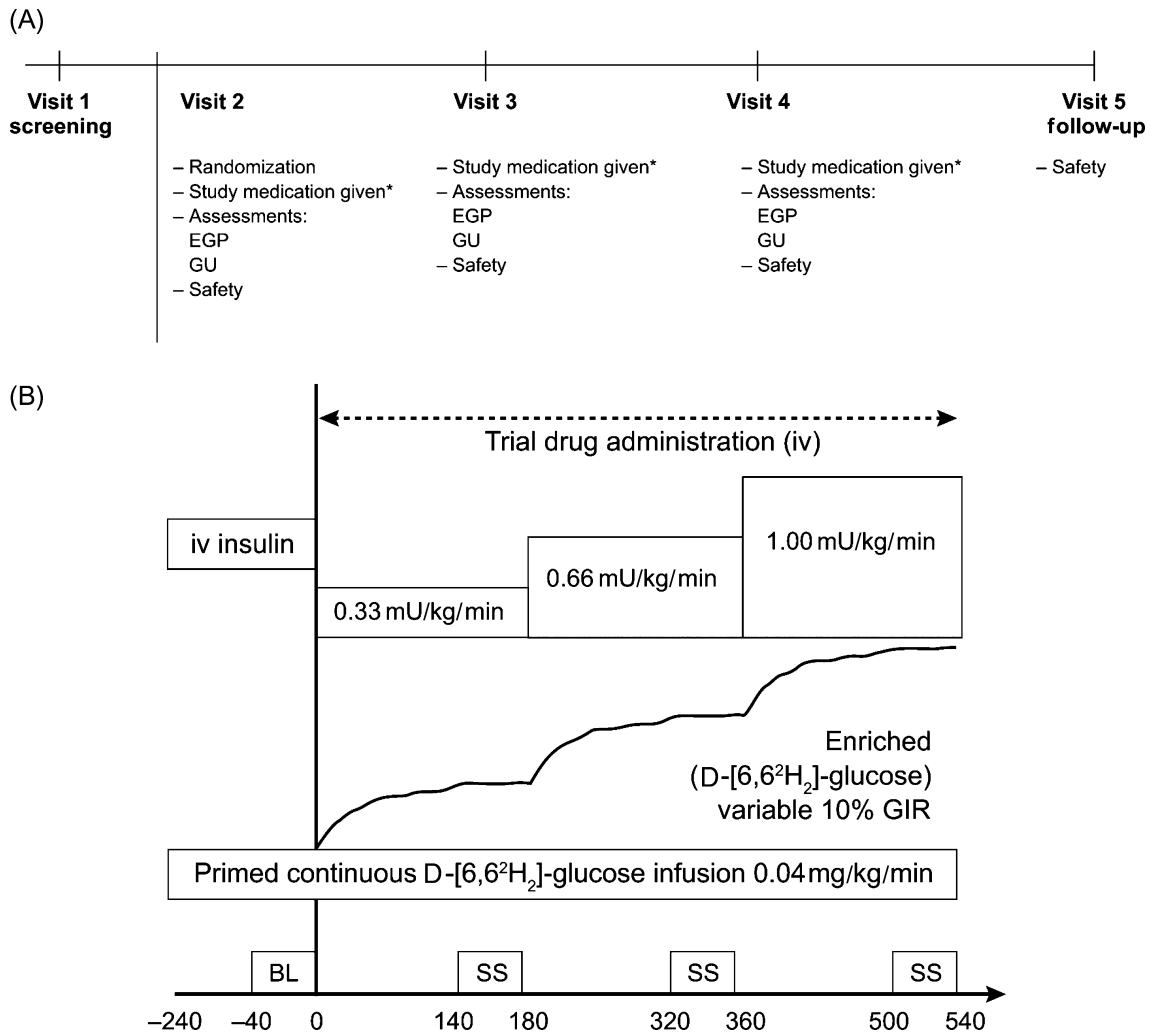 (A)
Visit 1
screening
Visit 2
– Randomization
– Study medication given*
– Assessments:
EGP
GU
– Safety
Visit 3
– Study medication given*
– Assessments:
EGP
GU
– Safety
Visit 4
– Study medication given*
– Assessments:
EGP
GU
– Safety
Visit 5
follow-up
– Safety
(B)
Trial drug administration (iv)
iv insulin
0.33 mU/kg/min
0.66 mU/kg/min
1.00 mU/kg/min
Enriched
(D-[6,6²H₂]-glucose)
variable 10% GIR
Primed continuous D-[6,6²H₂]-glucose infusion 0.04 mg/kg/min
BL SS SS SS
–240 –40 0 140 180 320 360 500 540